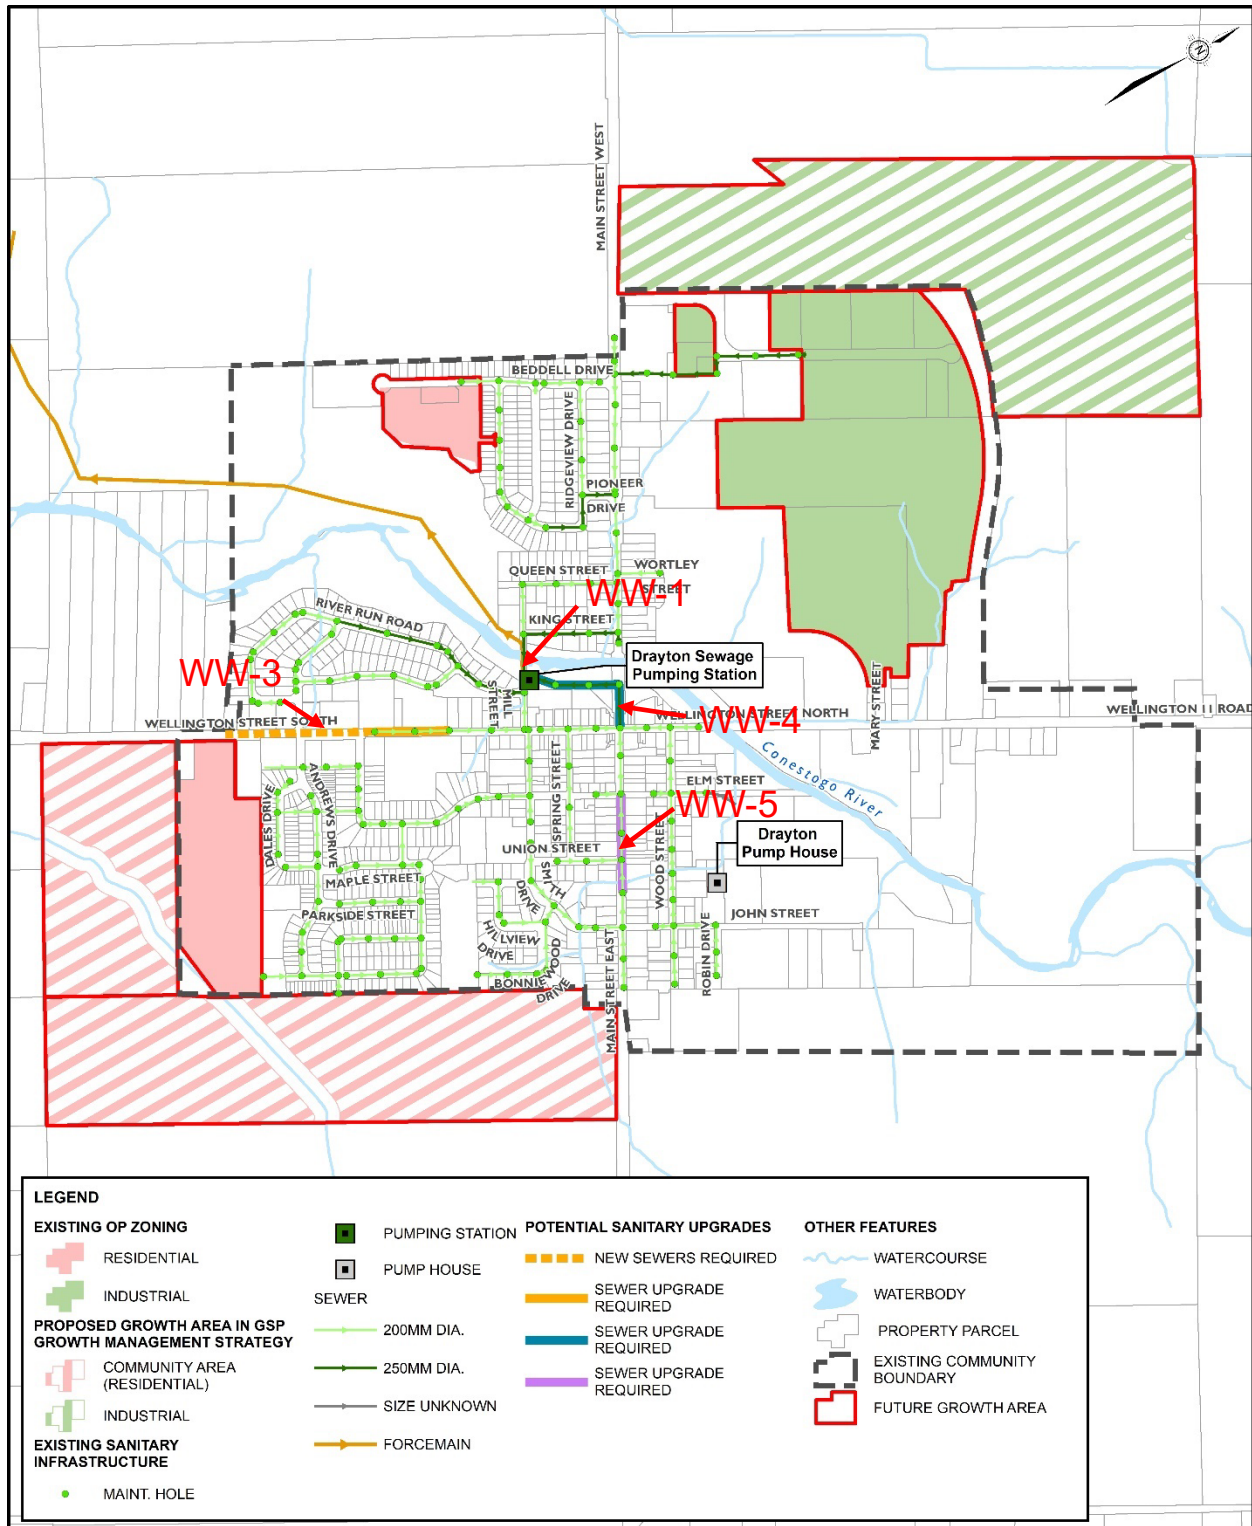 N
MAIN STREET WEST
BEDDELL DRIVE
RIDGEVIEW DRIVE
PIONEER
DRIVE
QUEEN STREET
WORTLEY
STREET
WW-1
KING STREET
RIVER RUN ROAD
Drayton Sewage
Pumping Station
WW-3
MILL
STREET
MARY STREET
WELLINGTON STREET SOUTH
WELLINGTON STREET NORTH
WELLINGTON 11 ROAD
WW-4
Conestogo River
ANDREWS DRIVE
DALES DRIVE
SPRING STREET
ELM STREET
WW-5
UNION STREET
WOOD STREET
Drayton
Pump House
MAPLE STREET
SMITH
DRIVE
PARKSIDE STREET
JOHN STREET
HILLVIEW
DRIVE
ROBIN DRIVE
BONNIEWOOD
DRIVE
MAIN STREET EAST
LEGEND
EXISTING OP ZONING
RESIDENTIAL
INDUSTRIAL
PROPOSED GROWTH AREA IN GSP
GROWTH MANAGEMENT STRATEGY
COMMUNITY AREA
(RESIDENTIAL)
INDUSTRIAL
EXISTING SANITARY
INFRASTRUCTURE
MAINT. HOLE
PUMPING STATION
PUMP HOUSE
SEWER
200MM DIA.
250MM DIA.
SIZE UNKNOWN
FORCEMAIN
POTENTIAL SANITARY UPGRADES
NEW SEWERS REQUIRED
SEWER UPGRADE
REQUIRED
SEWER UPGRADE
REQUIRED
SEWER UPGRADE
REQUIRED
OTHER FEATURES
WATERCOURSE
WATERBODY
PROPERTY PARCEL
EXISTING COMMUNITY
BOUNDARY
FUTURE GROWTH AREA